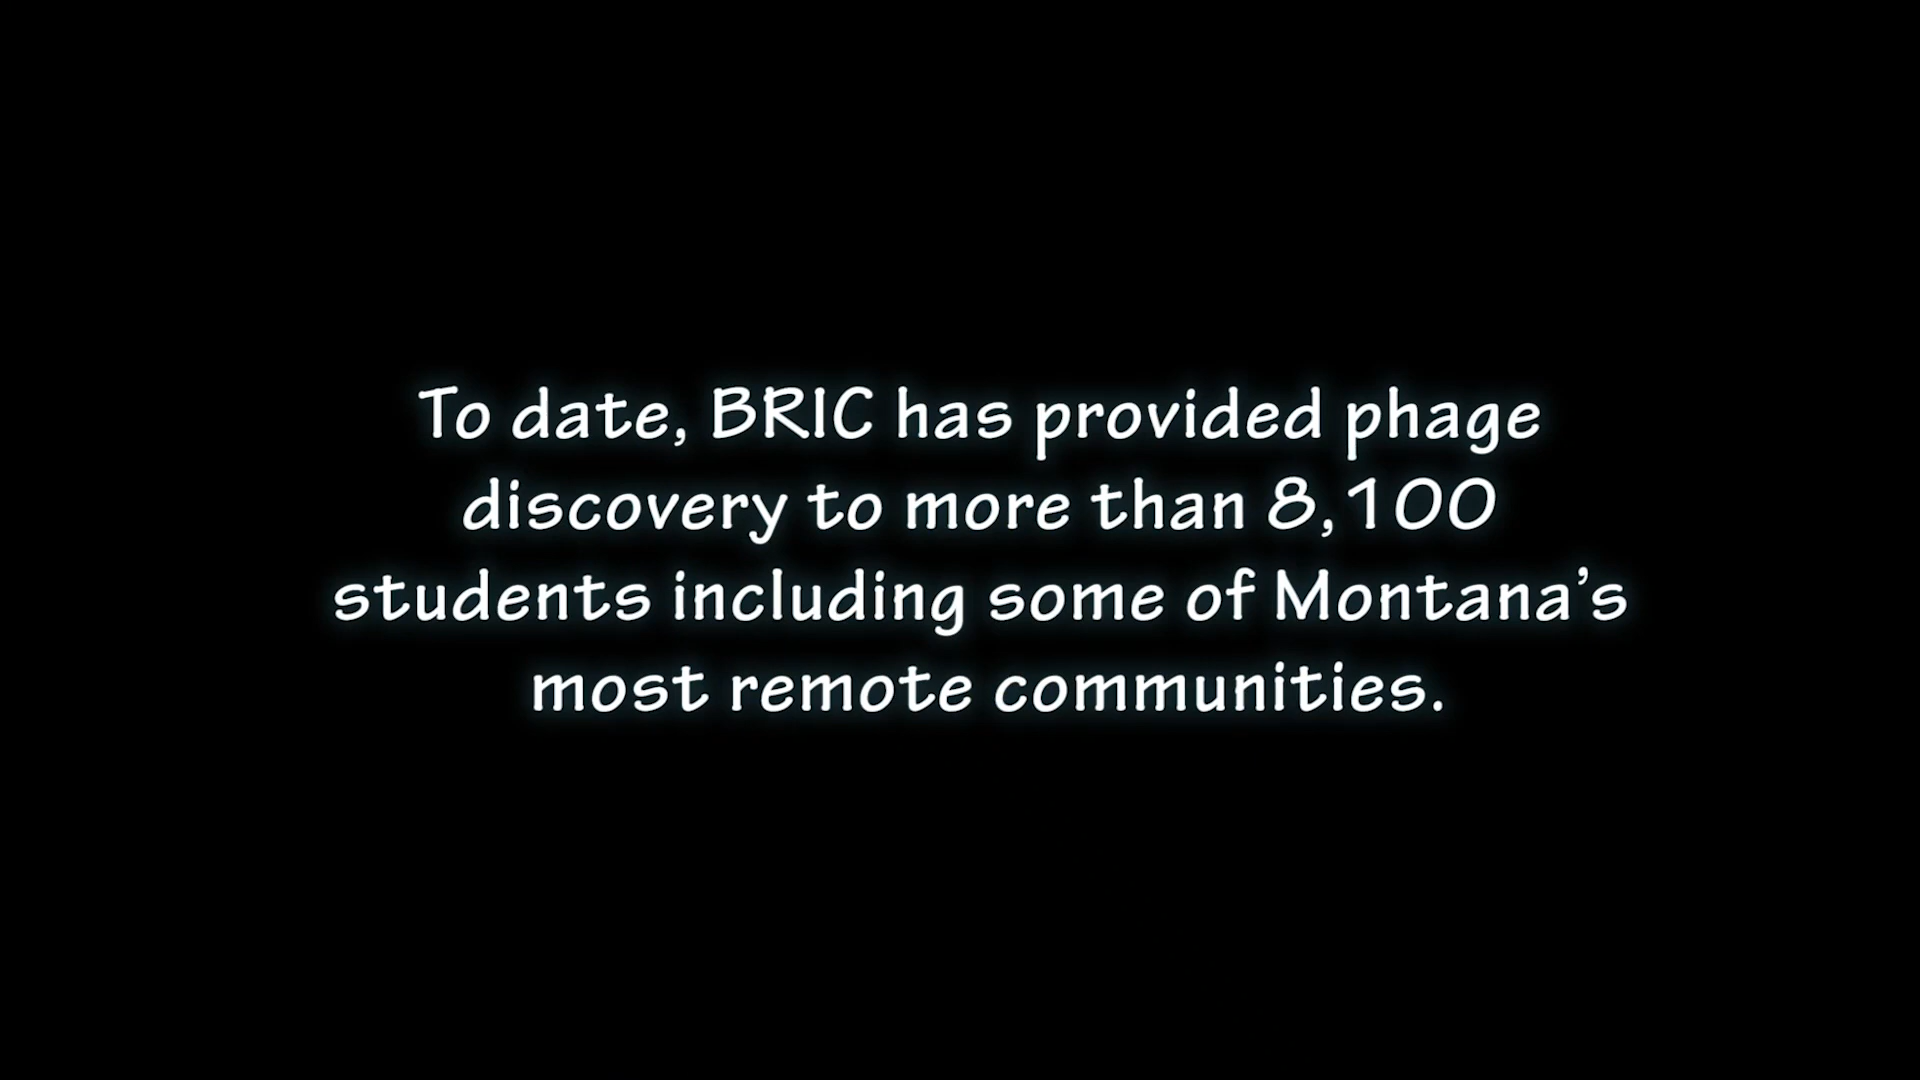 To date, BRIC has provided phage
discovery to more than 8,100
students including some of Montana’s
most remote communities.